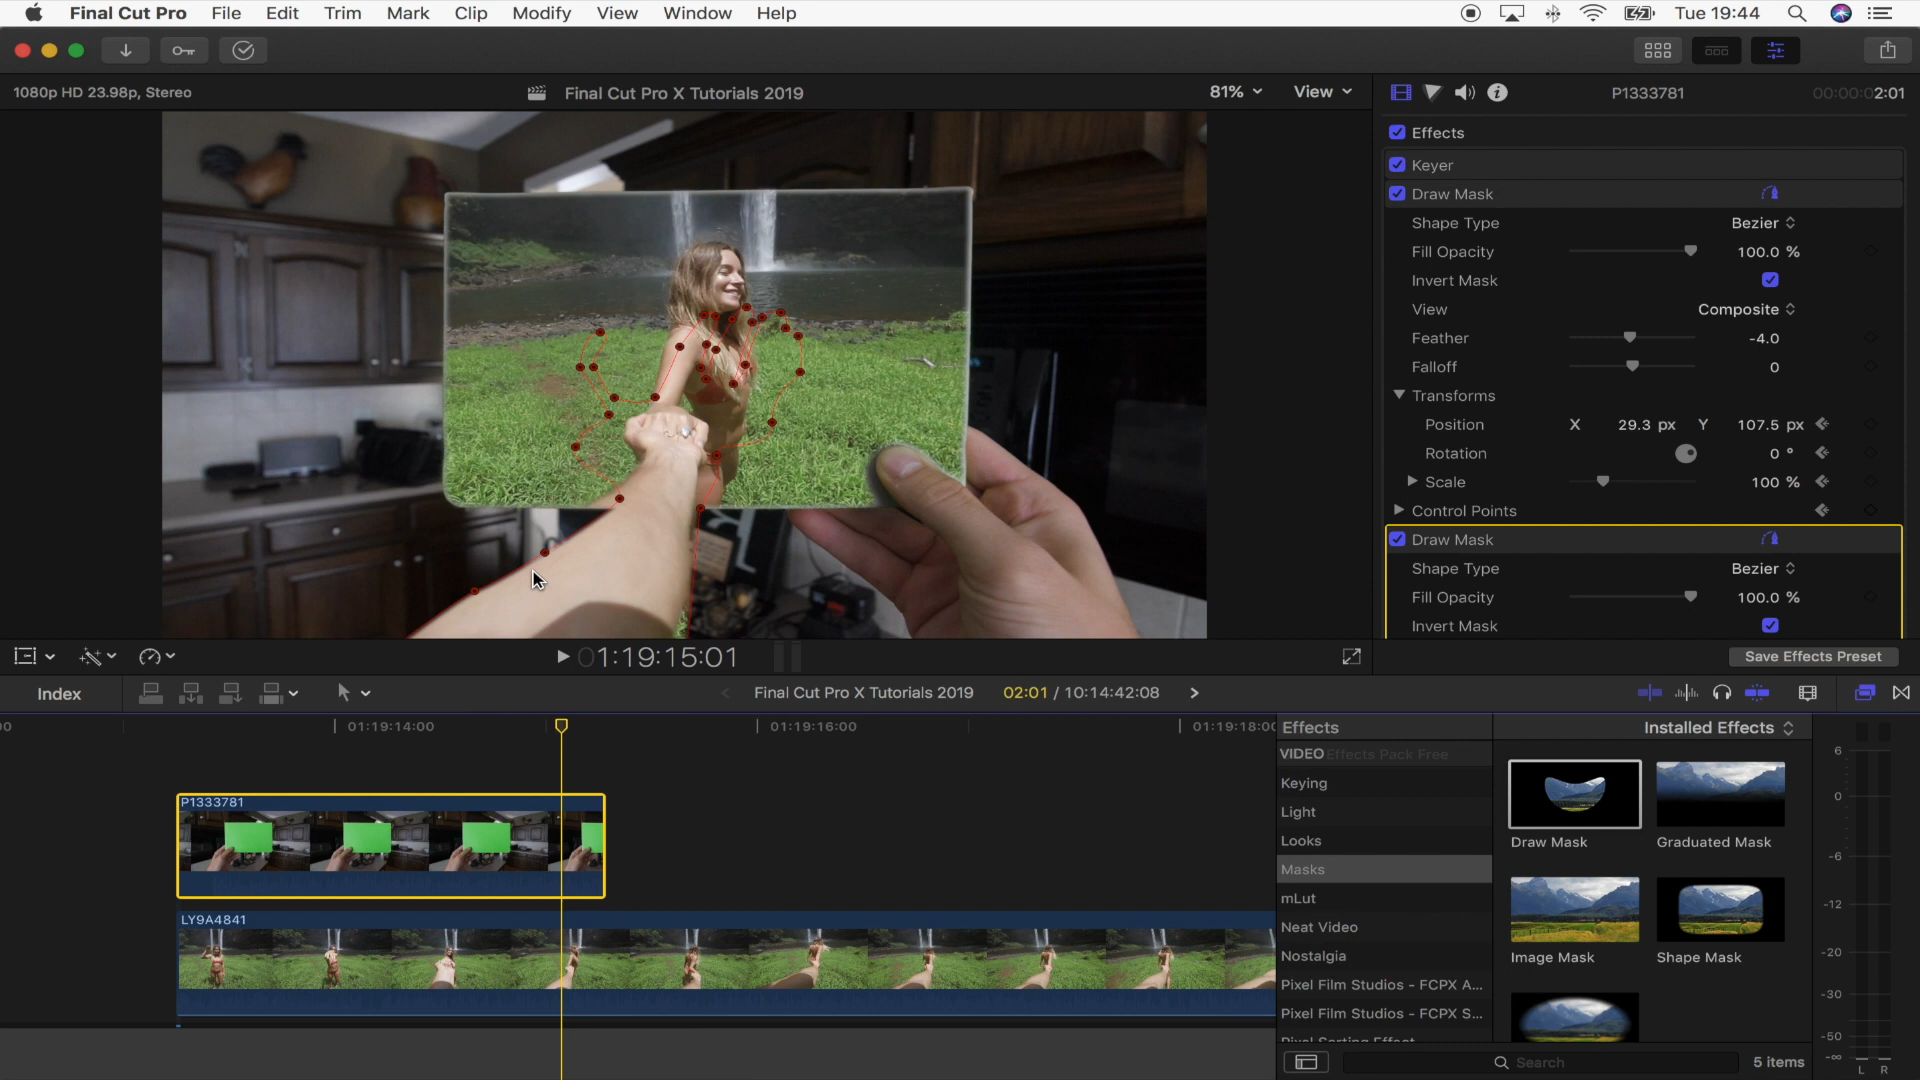 Final Cut Pro File Edit Trim Mark Clip Modify View Window Help Tue 19:44
1080p HD 23.98p, Stereo
Final Cut Pro X Tutorials 2019
81% View
P1333781
00:00:02:01
Effects
Keyer
Draw Mask
Shape Type Bezier
Fill Opacity 100.0 %
Invert Mask
View Composite
Feather -4.0
Falloff 0
Transforms
Position X 29.3 px Y 107.5 px
Rotation 0 °
Scale 100 %
Control Points
Draw Mask
Shape Type Bezier
Fill Opacity 100.0 %
Invert Mask
01:19:15:01
Save Effects Preset
Index
Final Cut Pro X Tutorials 2019 02:01 / 10:14:42:08
01:19:14:00
01:19:16:00
01:19:18:00
P1333781
LY9A4841
Effects
Installed Effects
VIDEO Effects Pack Free
Keying
Light
Looks
Masks
mLut
Neat Video
Nostalgia
Pixel Film Studios - FCPX A...
Pixel Film Studios - FCPX S...
Pixel Sorting Effect
Draw Mask
Graduated Mask
Image Mask
Shape Mask
Search
5 items
6
0
-6
-12
-20
-30
-50
-∞
L R